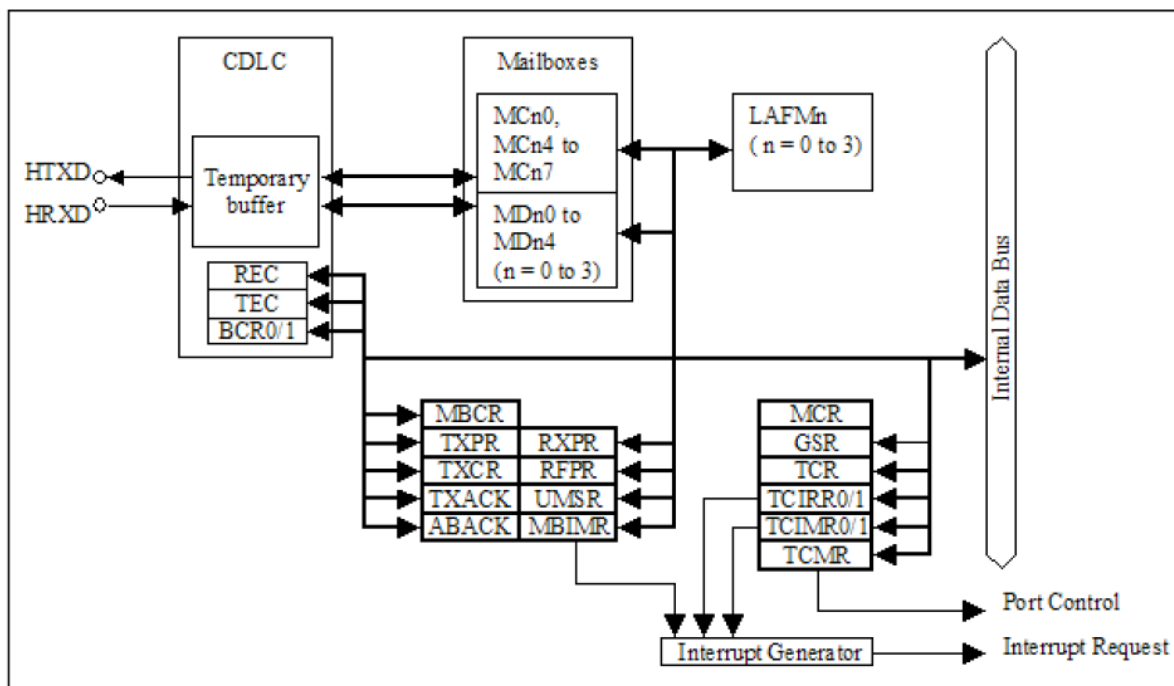 CDLC
Mailboxes
MCn0,
MCn4 to
MCn7
LAFMn
( n = 0 to 3)
HTXD
HRXD
Temporary
buffer
MDn0 to
MDn4
(n = 0 to 3)
REC
TEC
BCR0/1
Internal Data Bus
MBCR
TXPR RXPR
TXCR RFPR
TXACK UMSR
ABACK MBIMR
MCR
GSR
TCR
TCIRR0/1
TCIMR0/1
TCMR
Port Control
Interrupt Generator
Interrupt Request